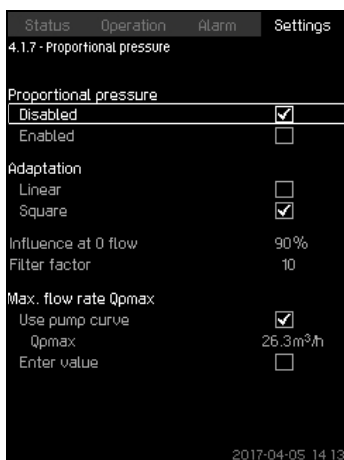 Status Operation Alarm Settings
4.1.7 - Proportional pressure
Proportional pressure
Disabled
Enabled
Adaptation
Linear
Square
Influence at 0 flow 90%
Filter factor 10
Max. flow rate Qpmax
Use pump curve
Qpmax 26.3m³/h
Enter value
2017-04-05 14:13